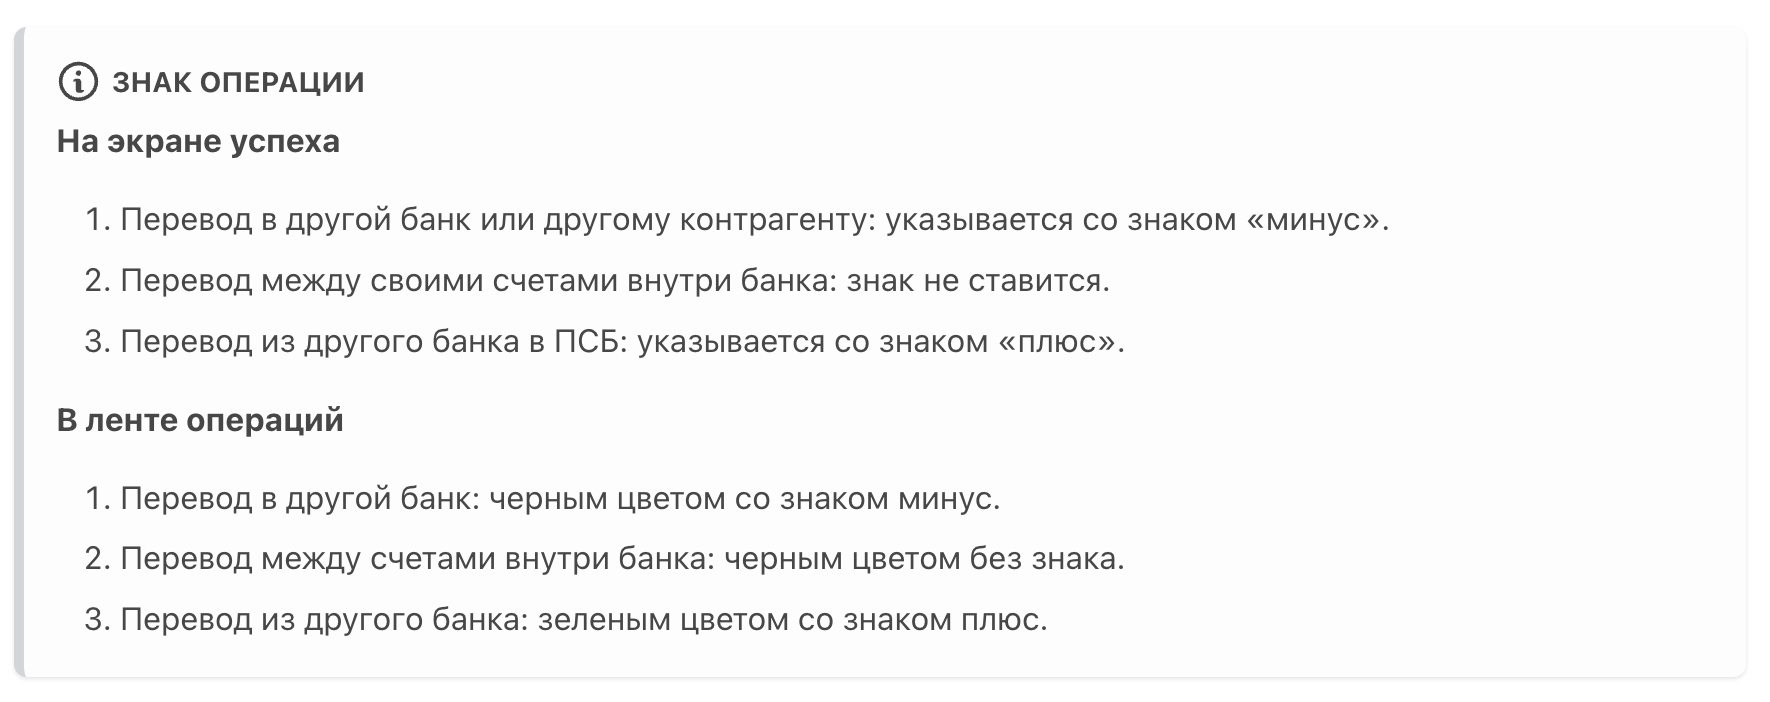 ЗНАК ОПЕРАЦИИ
На экране успеха
1. Перевод в другой банк или другому контрагенту: указывается со знаком «минус».
2. Перевод между своими счетами внутри банка: знак не ставится.
3. Перевод из другого банка в ПСБ: указывается со знаком «плюс».
В ленте операций
1. Перевод в другой банк: черным цветом со знаком минус.
2. Перевод между счетами внутри банка: черным цветом без знака.
3. Перевод из другого банка: зеленым цветом со знаком плюс.